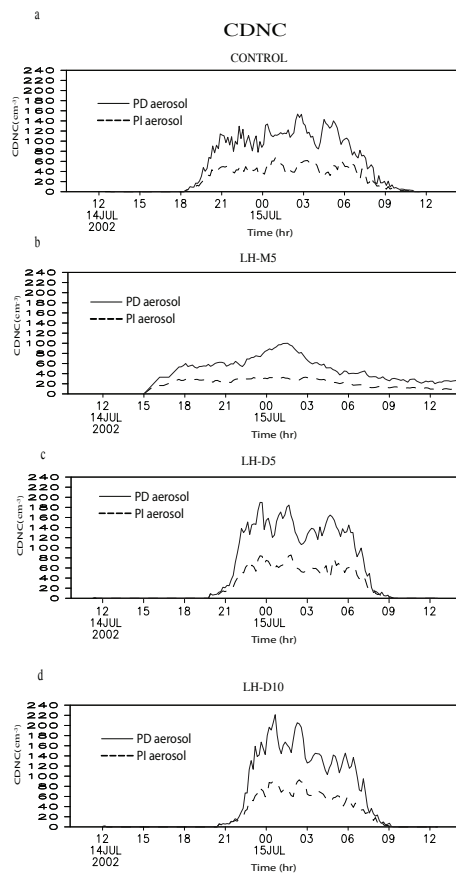 a
CDNC
CONTROL
CDNC(cm⁻³)
240
220
200
180
160
140
120
100
80
60
40
20
0
PD aerosol
PI aerosol
12 15 18 21 00 03 06 09 12
14JUL 15JUL
2002
Time (hr)
b
LH-M5
CDNC(cm⁻³)
240
220
200
180
160
140
120
100
80
60
40
20
0
PD aerosol
PI aerosol
12 15 18 21 00 03 06 09 12
14JUL 15JUL
2002
Time (hr)
c
LH-D5
CDNC(cm⁻³)
240
220
200
180
160
140
120
100
80
60
40
20
0
PD aerosol
PI aerosol
12 15 18 21 00 03 06 09 12
14JUL 15JUL
2002
Time (hr)
d
LH-D10
CDNC(cm⁻³)
240
220
200
180
160
140
120
100
80
60
40
20
0
PD aerosol
PI aerosol
12 15 18 21 00 03 06 09 12
14JUL 15JUL
2002
Time (hr)